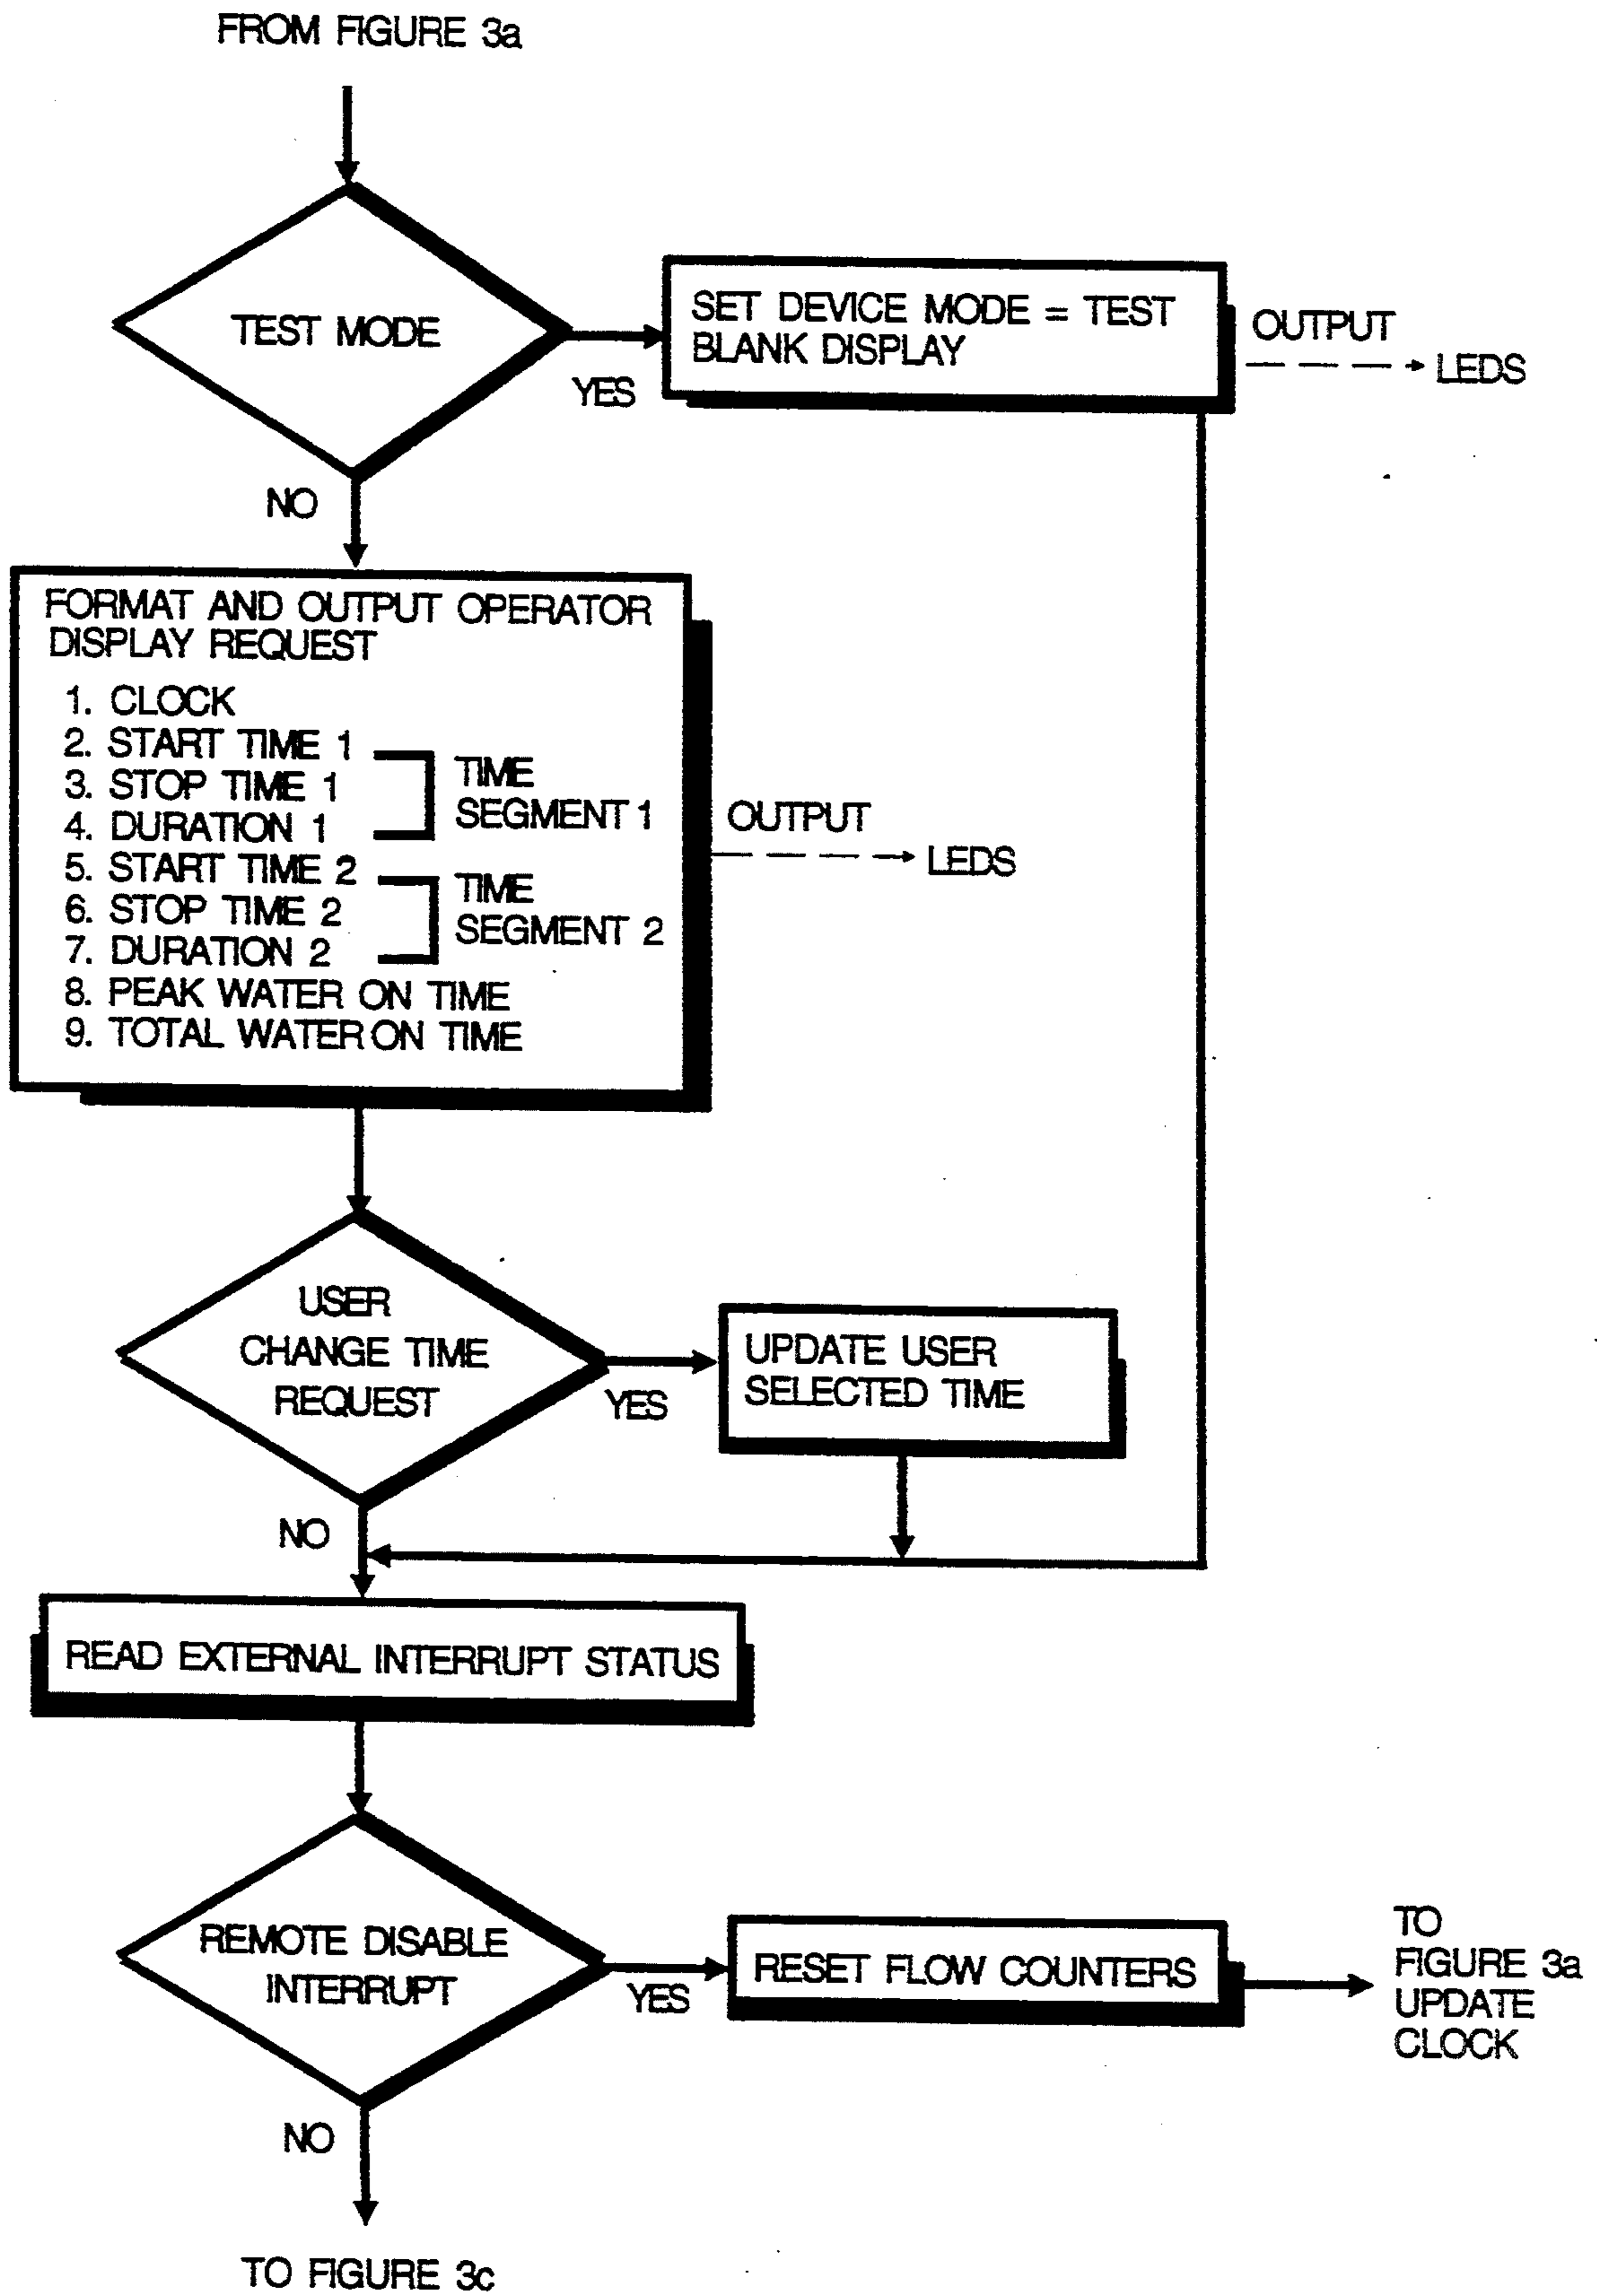 FROM FIGURE 3a
TEST MODE
YES
SET DEVICE MODE = TEST
BLANK DISPLAY
OUTPUT
LEDS
NO
FORMAT AND OUTPUT OPERATOR
DISPLAY REQUEST
1. CLOCK
2. START TIME 1
3. STOP TIME 1
4. DURATION 1
TIME
SEGMENT 1
5. START TIME 2
6. STOP TIME 2
7. DURATION 2
TIME
SEGMENT 2
8. PEAK WATER ON TIME
9. TOTAL WATER ON TIME
OUTPUT
LEDS
USER
CHANGE TIME
REQUEST
YES
UPDATE USER
SELECTED TIME
NO
READ EXTERNAL INTERRUPT STATUS
REMOTE DISABLE
INTERRUPT
YES
RESET FLOW COUNTERS
TO
FIGURE 3a
UPDATE
CLOCK
NO
TO FIGURE 3c